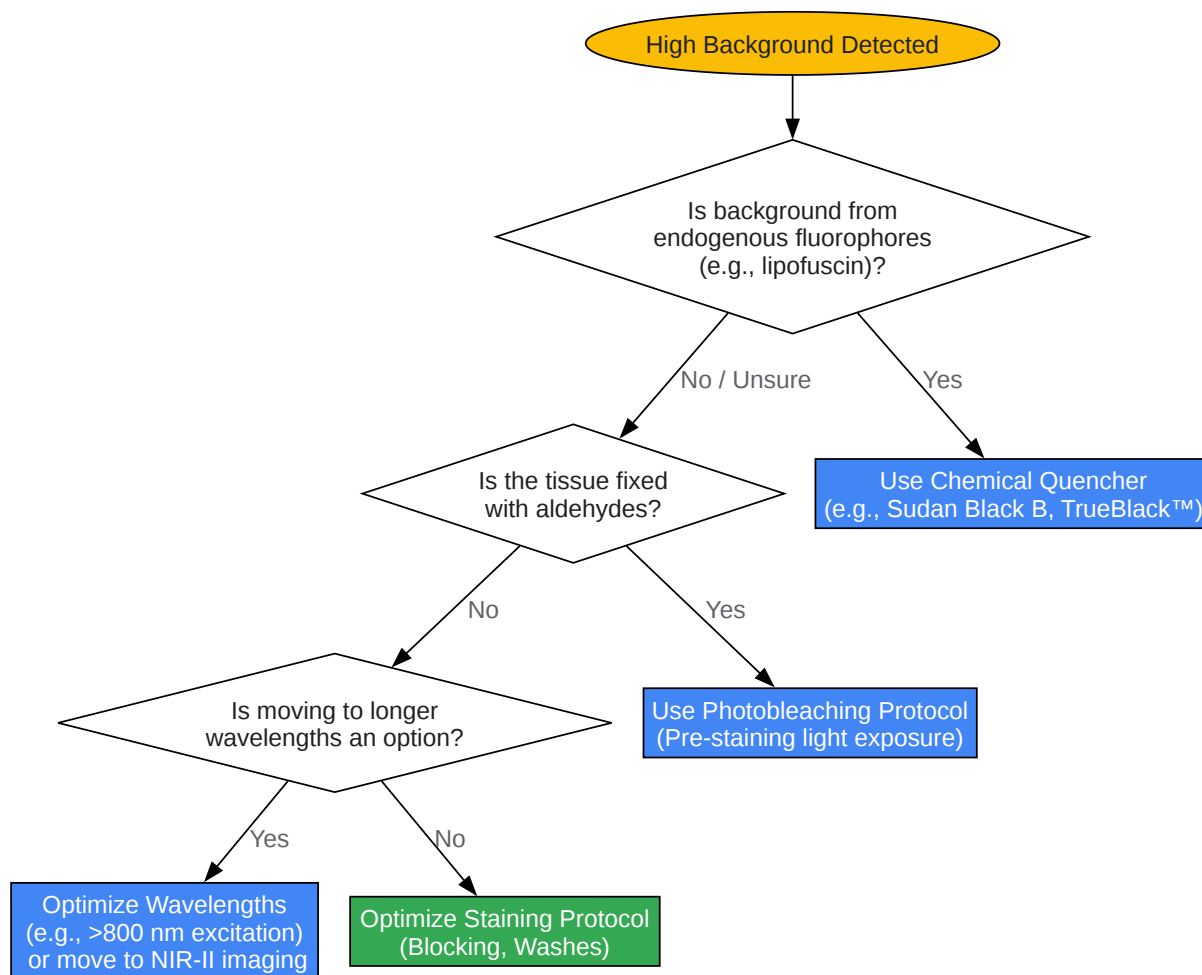 High Background Detected
Is background from
endogenous fluorophores
(e.g., lipofuscin)?
No / Unsure
Yes
Is the tissue fixed
with aldehydes?
Use Chemical Quencher
(e.g., Sudan Black B, TrueBlack™)
No
Yes
Is moving to longer
wavelengths an option?
Use Photobleaching Protocol
(Pre-staining light exposure)
Yes
No
Optimize Wavelengths
(e.g., >800 nm excitation)
or move to NIR-II imaging
Optimize Staining Protocol
(Blocking, Washes)